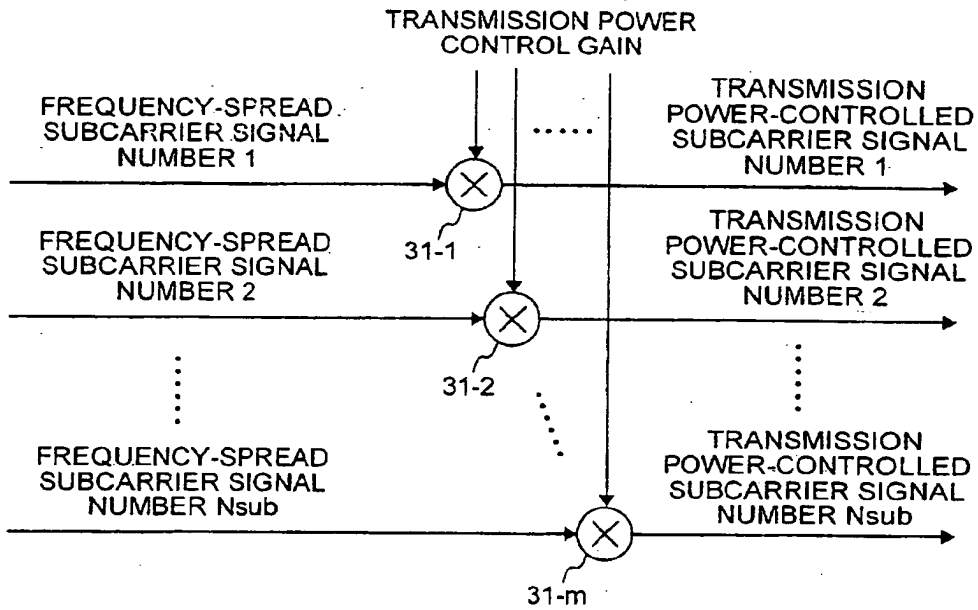 TRANSMISSION POWER
CONTROL GAIN
FREQUENCY-SPREAD
SUBCARRIER SIGNAL
NUMBER 1
TRANSMISSION
POWER-CONTROLLED
SUBCARRIER SIGNAL
NUMBER 1
31-1
FREQUENCY-SPREAD
SUBCARRIER SIGNAL
NUMBER 2
TRANSMISSION
POWER-CONTROLLED
SUBCARRIER SIGNAL
NUMBER 2
31-2
FREQUENCY-SPREAD
SUBCARRIER SIGNAL
NUMBER Nsub
TRANSMISSION
POWER-CONTROLLED
SUBCARRIER SIGNAL
NUMBER Nsub
31-m